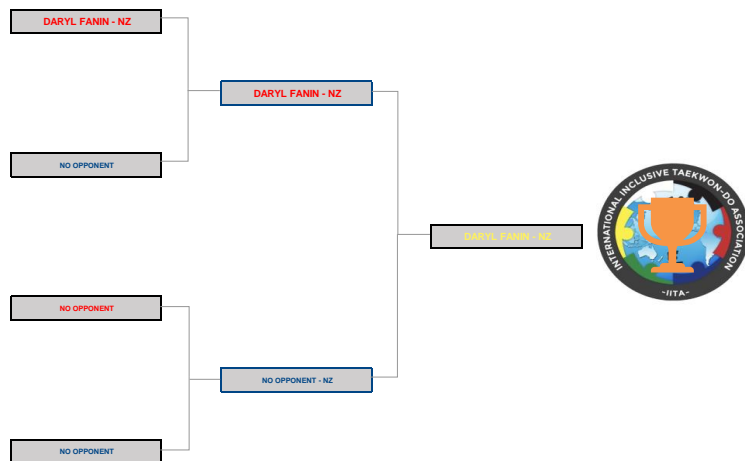 DARYL FANIN - NZ
DARYL FANIN - NZ
NO OPPONENT
DARYL FANIN - NZ
INTERNATIONAL INCLUSIVE TAEKWON-DO ASSOCIATION
-IITA-
NO OPPONENT
NO OPPONENT - NZ
NO OPPONENT